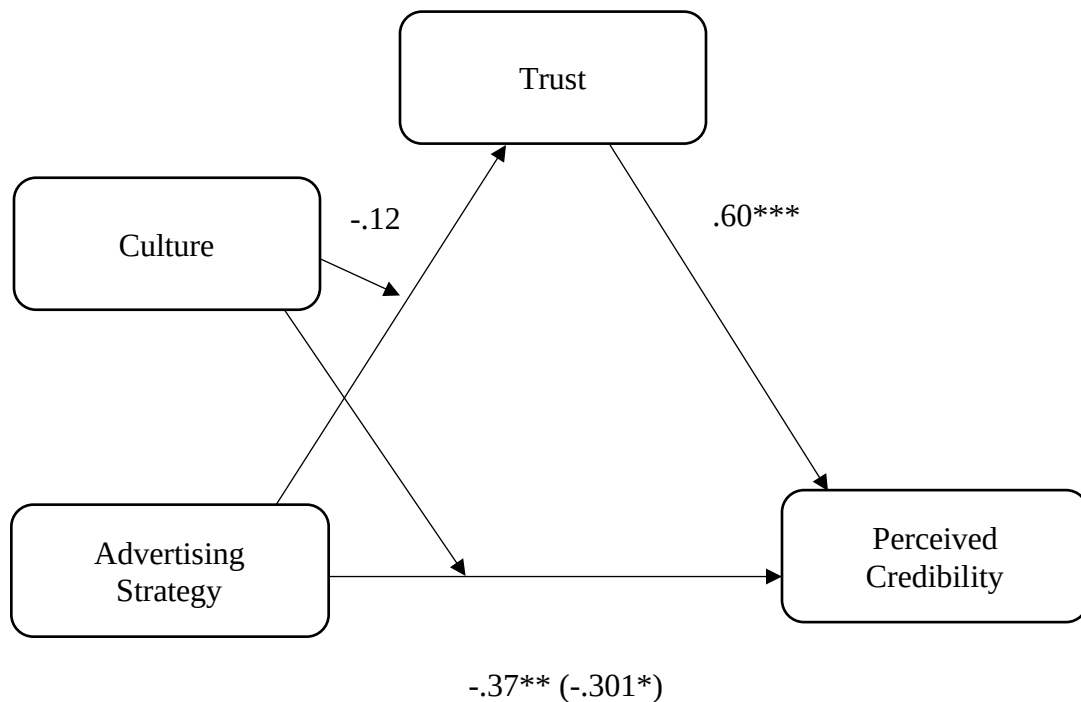 Trust
-.12
.60***
Culture
Advertising
Strategy
Perceived
Credibility
-.37** (-.301*)